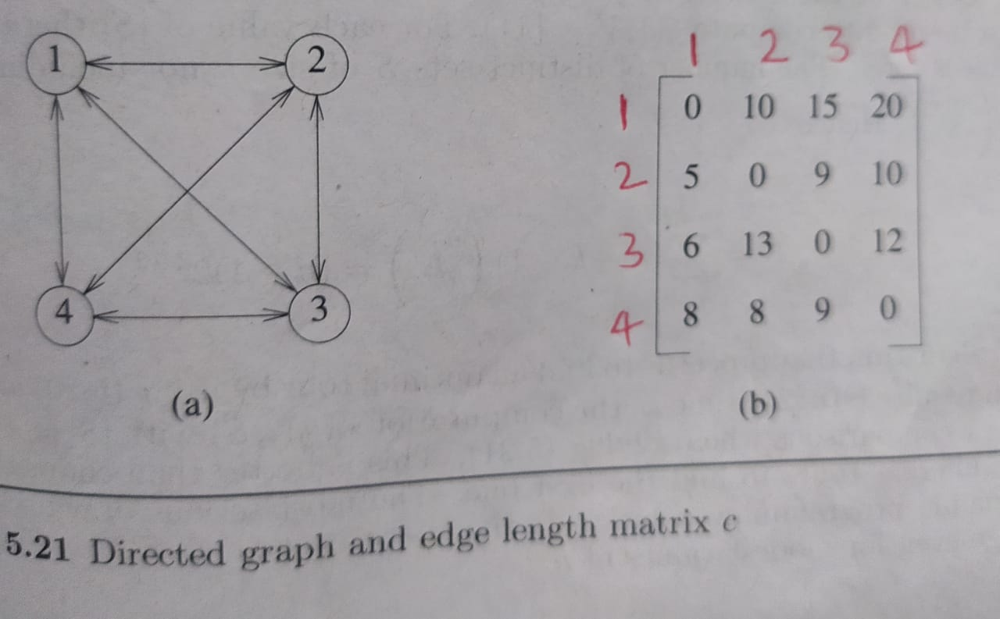 1 2
4 3
(a)
1 2 3 4
1 0 10 15 20
2 5 0 9 10
3 6 13 0 12
4 8 8 9 0
(b)
5.21 Directed graph and edge length matrix c